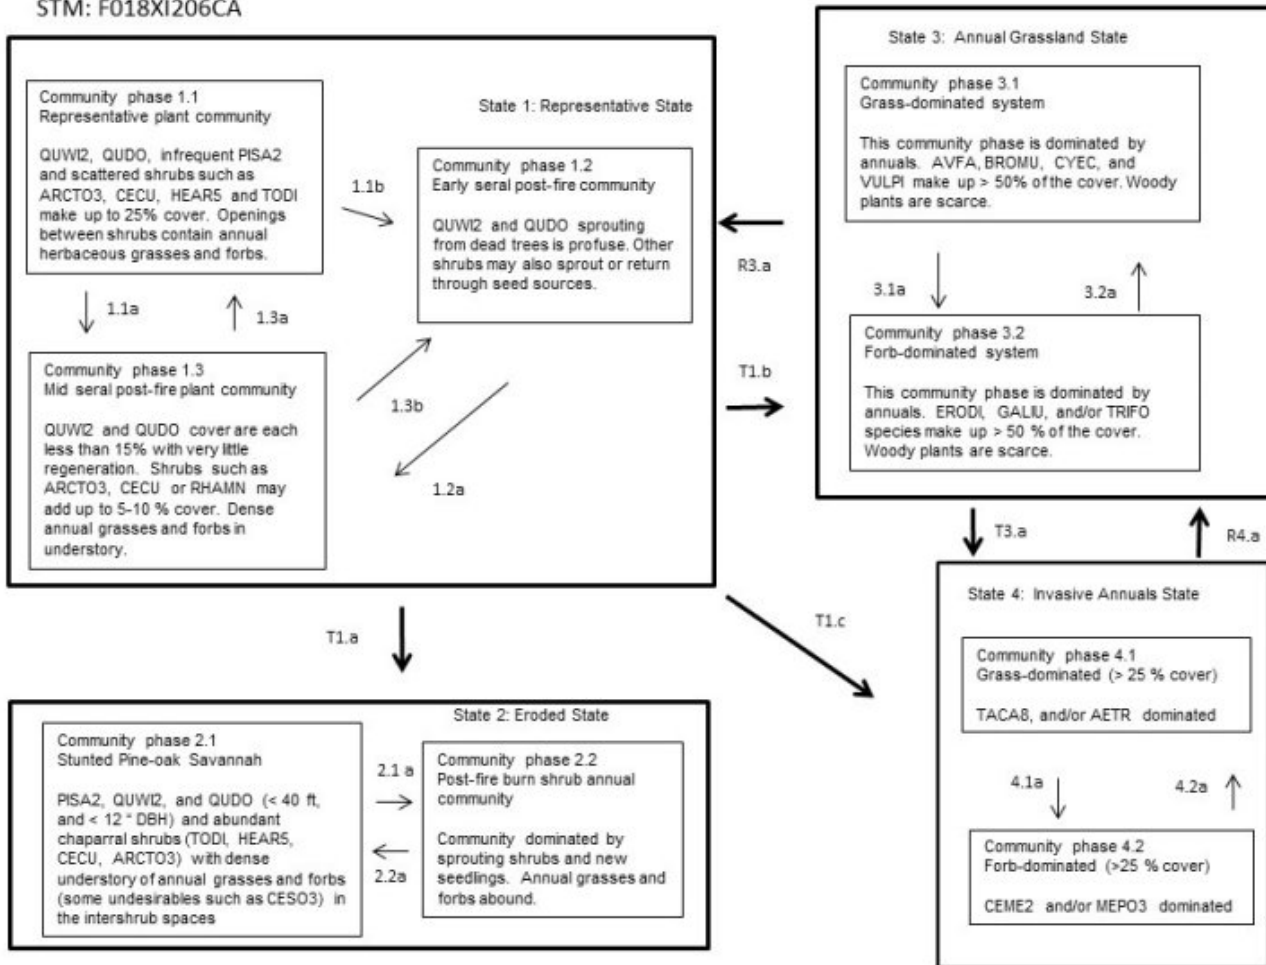 STM: F018XI206CA
State 1: Representative State
Community phase 1.1
Representative plant community
QUWI2, QUDO, infrequent PISA2
and scattered shrubs such as
ARCTO3, CECU, HEAR5 and TODI
make up to 25% cover. Openings
between shrubs contain annual
herbaceous grasses and forbs.
1.1b
Community phase 1.2
Early seral post-fire community
QUWI2 and QUDO sprouting
from dead trees is profuse. Other
shrubs may also sprout or return
through seed sources.
1.1a
1.3a
Community phase 1.3
Mid seral post-fire plant community
QUWI2 and QUDO cover are each
less than 15% with very little
regeneration. Shrubs such as
ARCTO3, CECU or RHAMN may
add up to 5-10 % cover. Dense
annual grasses and forbs in
understory.
1.3b
1.2a
R3.a
T1.b
State 3: Annual Grassland State
Community phase 3.1
Grass-dominated system
This community phase is dominated by
annuals. AVFA, BROMU, CYEC, and
VULPI make up > 50% of the cover. Woody
plants are scarce.
3.1a
3.2a
Community phase 3.2
Forb-dominated system
This community phase is dominated by
annuals. ERODI, GALIU, and/or TRIFO
species make up > 50 % of the cover.
Woody plants are scarce.
T3.a
R4.a
T1.a
T1.c
State 2: Eroded State
Community phase 2.1
Stunted Pine-oak Savannah
PISA2, QUWI2, and QUDO (< 40 ft,
and < 12 " DBH) and abundant
chaparral shrubs (TODI, HEAR5,
CECU, ARCTO3) with dense
understory of annual grasses and forbs
(some undesirables such as CESO3) in
the intershrub spaces
2.1 a
2.2a
Community phase 2.2
Post-fire burn shrub annual
community
Community dominated by
sprouting shrubs and new
seedlings. Annual grasses and
forbs abound.
State 4: Invasive Annuals State
Community phase 4.1
Grass-dominated (> 25 % cover)
TACA8, and/or AETR dominated
4.1a
4.2a
Community phase 4.2
Forb-dominated (>25 % cover)
CEME2 and/or MEPO3 dominated